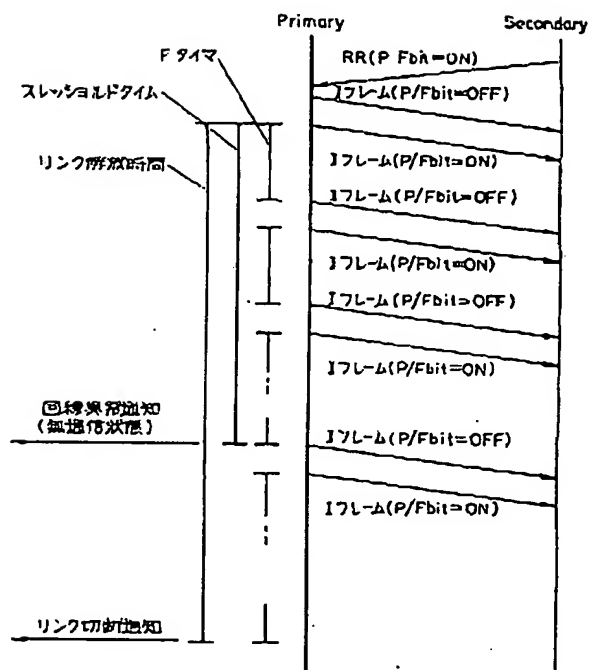 Primary
Secondary
Fタイマ
RR(P Fbit=ON)
スレッショルドタイム
Iフレーム(P/Fbit=OFF)
リンク解放時間
Iフレーム(P/Fbit=ON)
Iフレーム(P/Fbit=OFF)
Iフレーム(P/Fbit=ON)
Iフレーム(P/Fbit=OFF)
Iフレーム(P/Fbit=ON)
回線異常通知
(無通信状態)
Iフレーム(P/Fbit=OFF)
Iフレーム(P/Fbit=ON)
リンク切断通知